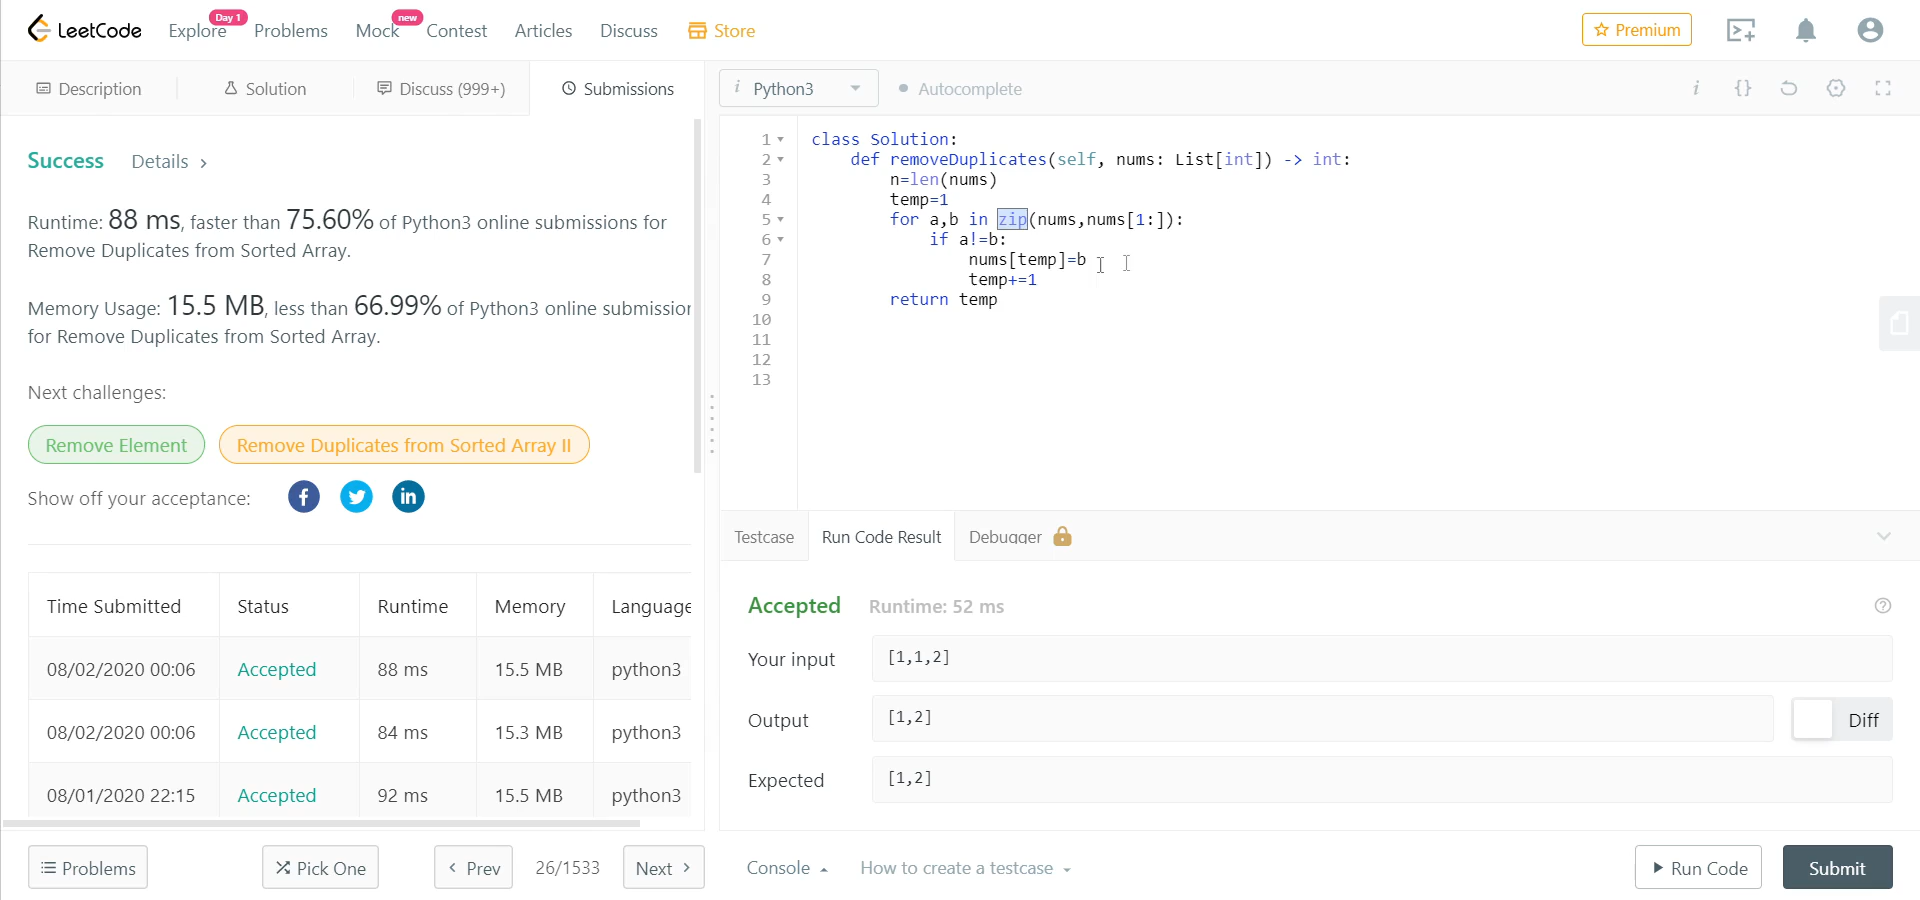 LeetCode Explore Day 1 Problems Mock new Contest Articles Discuss Store Premium
Description Solution Discuss (999+) Submissions
Python3 Autocomplete
Success Details >
Runtime: 88 ms, faster than 75.60% of Python3 online submissions for
Remove Duplicates from Sorted Array.
Memory Usage: 15.5 MB, less than 66.99% of Python3 online submission
for Remove Duplicates from Sorted Array.
Next challenges:
Remove Element Remove Duplicates from Sorted Array II
Show off your acceptance:
Time Submitted Status Runtime Memory Language
08/02/2020 00:06 Accepted 88 ms 15.5 MB python3
08/02/2020 00:06 Accepted 84 ms 15.3 MB python3
08/01/2020 22:15 Accepted 92 ms 15.5 MB python3
1 class Solution:
2 def removeDuplicates(self, nums: List[int]) -> int:
3 n=len(nums)
4 temp=1
5 for a,b in zip(nums,nums[1:]):
6 if a!=b:
7 nums[temp]=b
8 temp+=1
9 return temp
10
11
12
13
Testcase Run Code Result Debugger
Accepted Runtime: 52 ms
Your input [1,1,2]
Output [1,2] Diff
Expected [1,2]
Problems Pick One < Prev 26/1533 Next >
Console How to create a testcase Run Code Submit